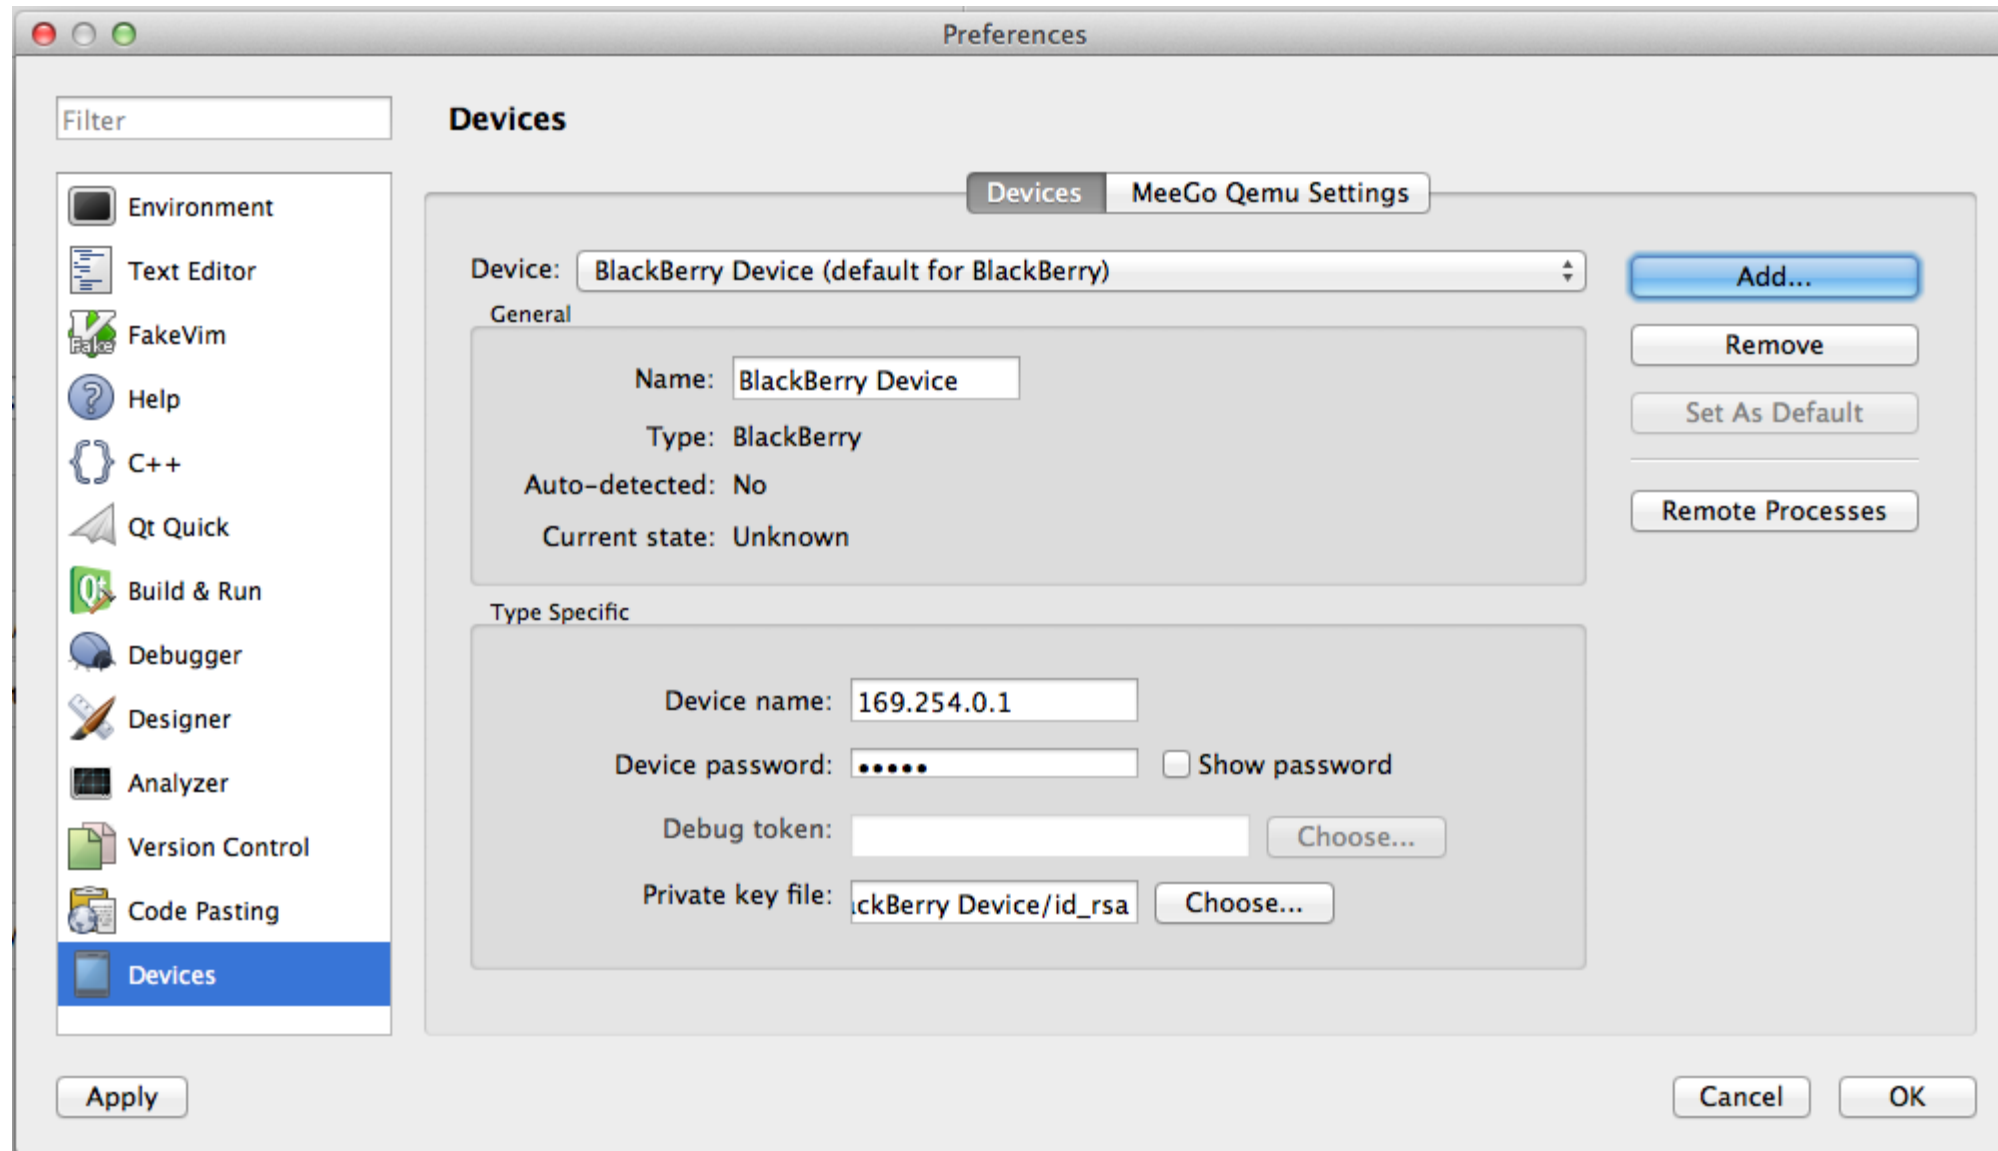 Preferences
Filter
Devices
Environment
Text Editor
FakeVim
Fake
Help
C++
Qt Quick
Build & Run
Debugger
Designer
Analyzer
Version Control
Code Pasting
Devices
Devices
MeeGo Qemu Settings
Device: BlackBerry Device (default for BlackBerry)
General
Name: BlackBerry Device
Type: BlackBerry
Auto-detected: No
Current state: Unknown
Type Specific
Device name: 169.254.0.1
Device password: ••••• Show password
Debug token: Choose...
Private key file: ckBerry Device/id_rsa Choose...
Add...
Remove
Set As Default
Remote Processes
Apply
Cancel
OK